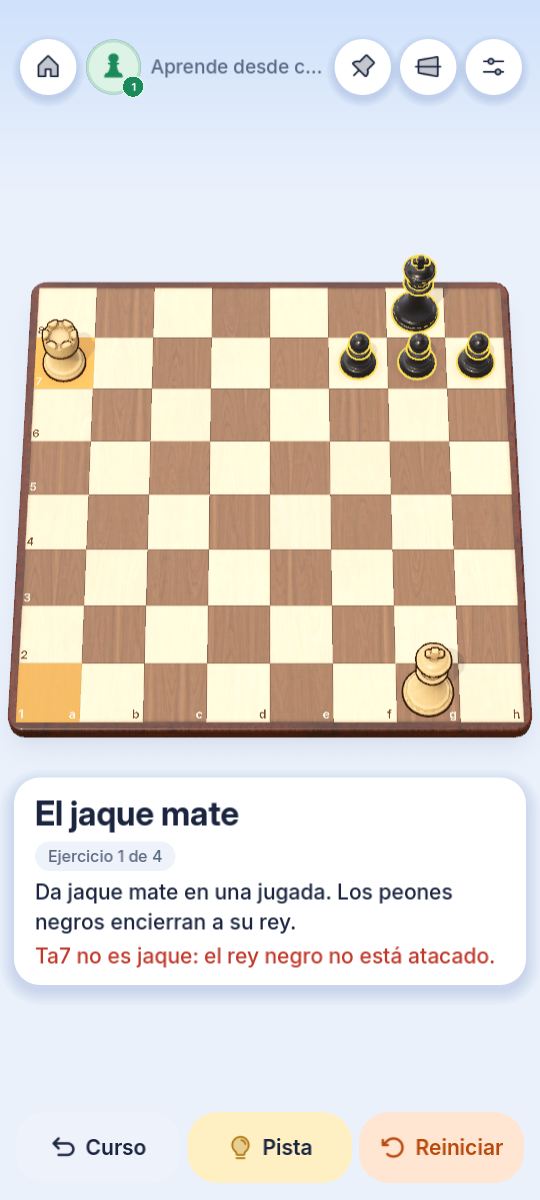 1
Aprende desde c...
8
7
6
5
4
3
2
1 a b c d e f g h
El jaque mate
Ejercicio 1 de 4
Da jaque mate en una jugada. Los peones
negros encierran a su rey.
Ta7 no es jaque: el rey negro no está atacado.
Curso Pista Reiniciar